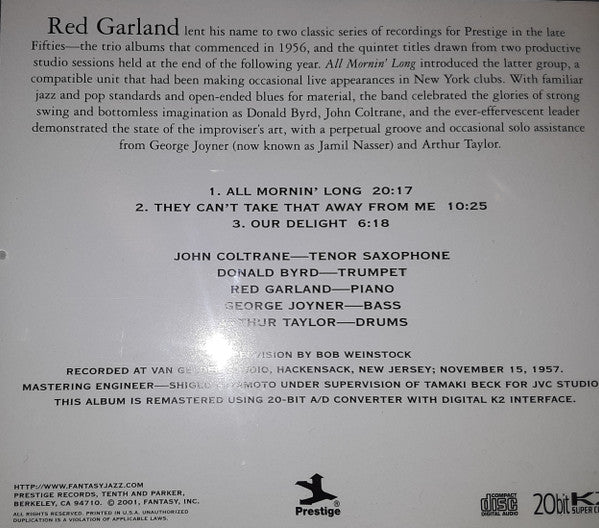 Red Garland lent his name to two classic series of recordings for Prestige in the late
Fifties—the trio albums that commenced in 1956, and the quintet titles drawn from two productive
studio sessions held at the end of the following year. All Mornin' Long introduced the latter group, a
compatible unit that had been making occasional live appearances in New York clubs. With familiar
jazz and pop standards and open-ended blues for material, the band celebrated the glories of strong
swing and bottomless imagination as Donald Byrd, John Coltrane, and the ever-effervescent leader
demonstrated the state of the improviser's art, with a perpetual groove and occasional solo assistance
from George Joyner (now known as Jamil Nasser) and Arthur Taylor.
1. ALL MORNIN' LONG 20:17
2. THEY CAN'T TAKE THAT AWAY FROM ME 10:25
3. OUR DELIGHT 6:18
JOHN COLTRANE—TENOR SAXOPHONE
DONALD BYRD—TRUMPET
RED GARLAND—PIANO
GEORGE JOYNER—BASS
THUR TAYLOR—DRUMS
BY BOB WEINSTOCK
RECORDED AT VAN HACKENSACK, NEW JERSEY; NOVEMBER 15, 1957.
MASTERING ENGINEER— UNDER SUPERVISION OF TAMAKI BECK FOR JVC STUDIO
THIS ALBUM IS REMASTERED USING 20-BIT A/D CONVERTER WITH DIGITAL K2 INTERFACE.
HTTP://WWW.FANTASYJAZZ.COM
PRESTIGE RECORDS, TENTH AND PARKER,
BERKELEY, CA 94710. © 2001, FANTASY, INC.
ALL RIGHTS RESERVED. PRINTED IN U.S.A. UNAUTHORIZED
DUPLICATION IS A VIOLATION OF APPLICABLE LAWS.
Prestige
COMPACT
disc
DIGITAL AUDIO
20bit K2
SUPER C